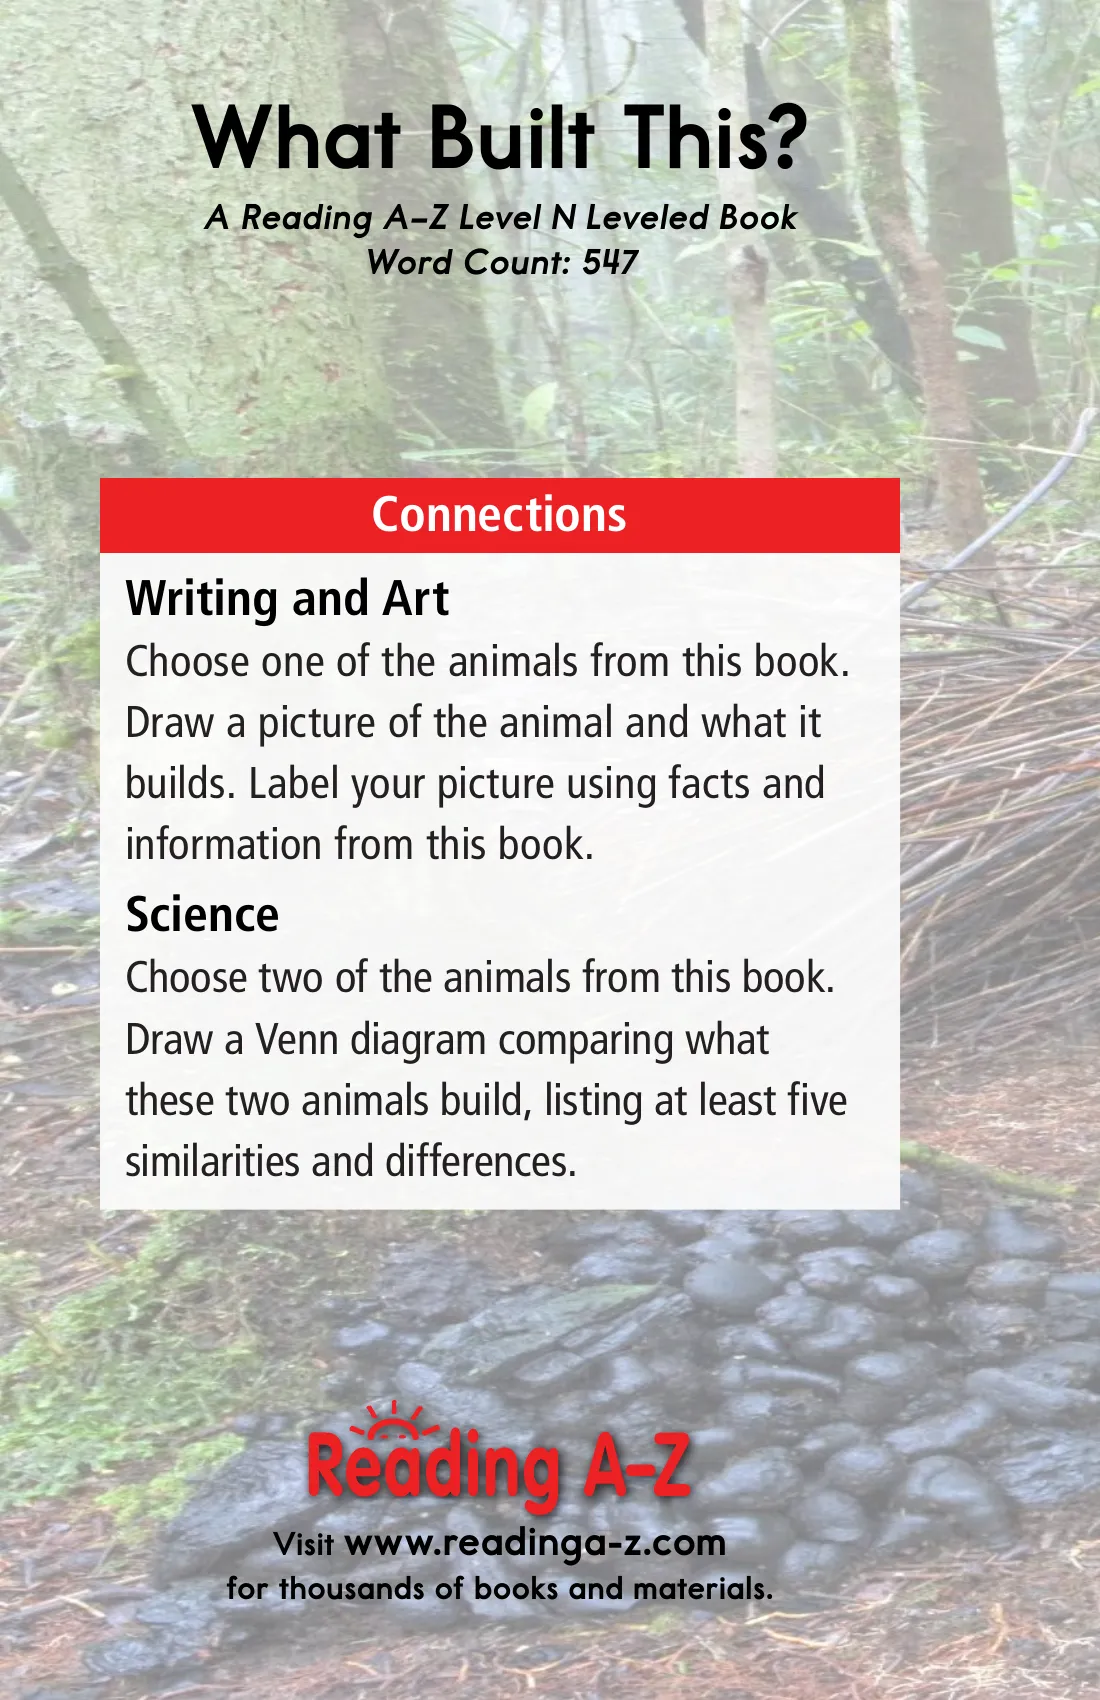 What Built This?
A Reading A–Z Level N Leveled Book
Word Count: 547
Connections
Writing and Art
Choose one of the animals from this book.
Draw a picture of the animal and what it
builds. Label your picture using facts and
information from this book.
Science
Choose two of the animals from this book.
Draw a Venn diagram comparing what
these two animals build, listing at least five
similarities and differences.
Reading A–Z
Visit www.readinga-z.com
for thousands of books and materials.